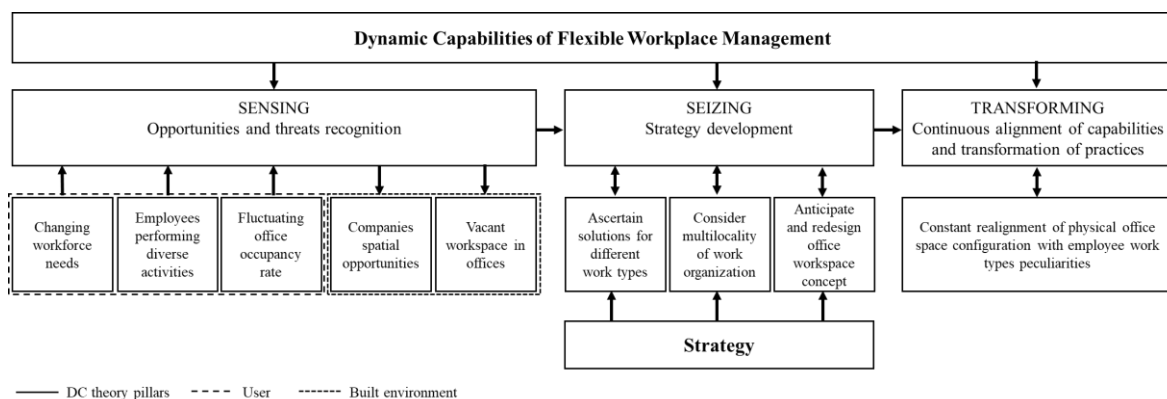 Dynamic Capabilities of Flexible Workplace Management
SENSING
Opportunities and threats recognition
SEIZING
Strategy development
TRANSFORMING
Continuous alignment of capabilities
and transformation of practices
Changing
workforce
needs
Employees
performing
diverse
activities
Fluctuating
office
occupancy
rate
Companies
spatial
opportunities
Vacant
workspace in
offices
Ascertain
solutions for
different
work types
Consider
multilocality
of work
organization
Anticipate
and redesign
office
workspace
concept
Constant realignment of physical office
space configuration with employee work
types peculiarities
Strategy
DC theory pillars
User
Built environment